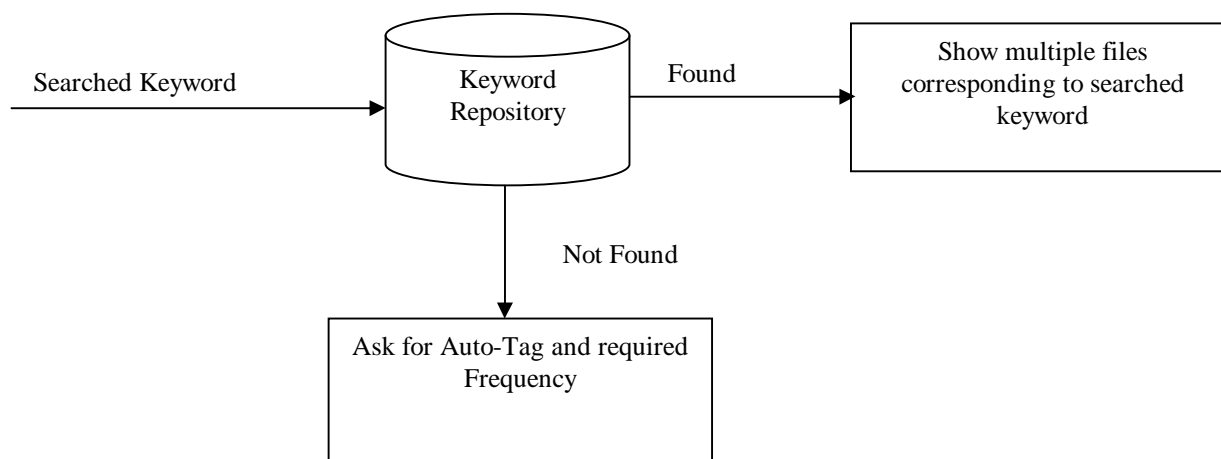 Searched Keyword
Keyword
Repository
Found
Show multiple files
corresponding to searched
keyword
Not Found
Ask for Auto-Tag and required
Frequency